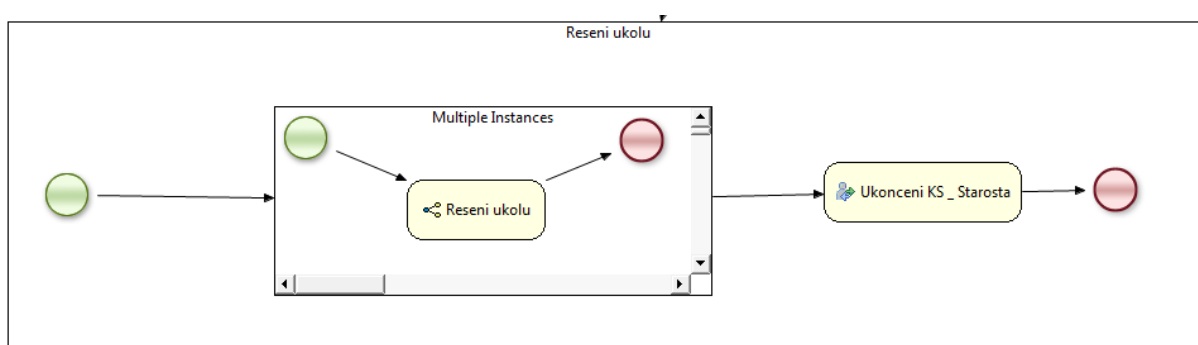 Reseni ukolu
Multiple Instances
Reseni ukolu
Ukonceni KS _ Starosta